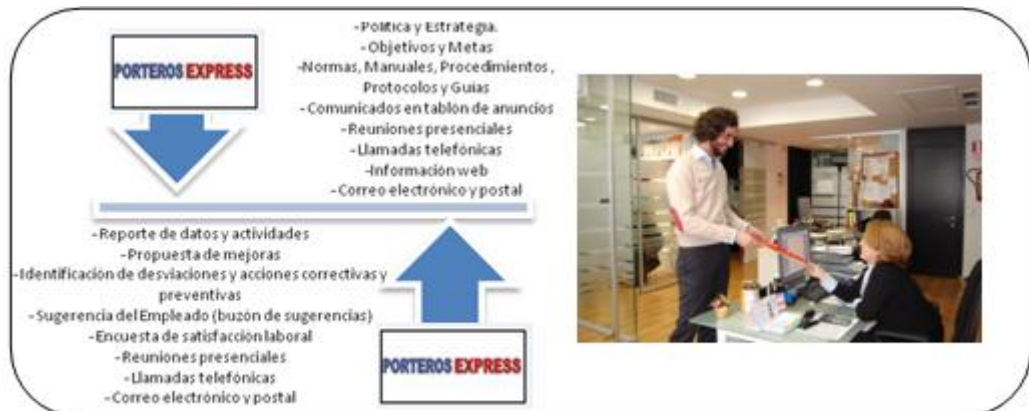 PORTEROS EXPRESS
-Política y Estrategia.
-Objetivos y Metas
-Normas, Manuales, Procedimientos,
Protocolos y Guías
-Comunicados en tablón de anuncios
-Reuniones presenciales
-Llamadas telefónicas
-Información web
-Correo electrónico y postal
-Reporte de datos y actividades
-Propuesta de mejoras
-Identificación de desviaciones y acciones correctivas y
preventivas
-Sugerencia del Empleado (buzón de sugerencias)
-Encuesta de satisfacción laboral
-Reuniones presenciales
-Llamadas telefónicas
-Correo electrónico y postal
PORTEROS EXPRESS